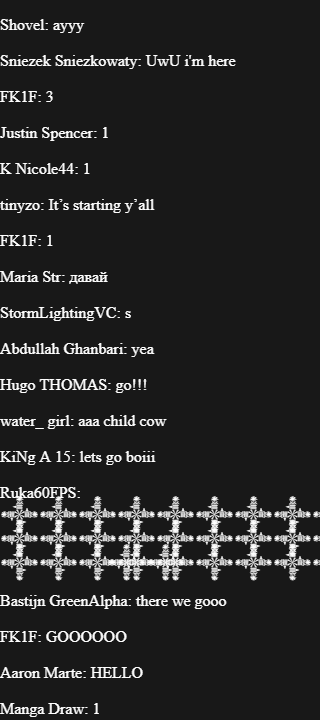 Shovel: ayyy
Sniezek Sniezkowaty: UwU i'm here
FK1F: 3
Justin Spencer: 1
K Nicole44: 1
tinyzo: It’s starting y’all
FK1F: 1
Maria Str: давай
StormLightingVC: s
Abdullah Ghanbari: yea
Hugo THOMAS: go!!!
water_ girl: aaa child cow
KiNg A 15: lets go boiii
Ruka60FPS:
Bastijn GreenAlpha: there we gooo
FK1F: GOOOOOO
Aaron Marte: HELLO
Manga Draw: 1